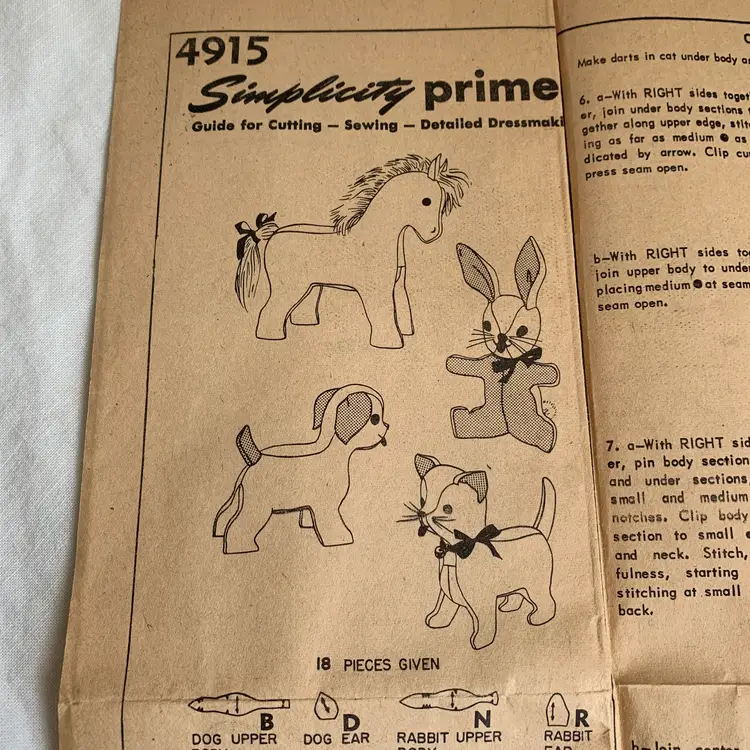 4915
Simplicity prime
Guide for Cutting — Sewing — Detailed Dressmaki
18 PIECES GIVEN
B
DOG UPPER
BODY
D
DOG EAR
N
RABBIT UPPER
BODY
R
RABBIT
EAR
Make darts in cat under body a
6. a—With RIGHT sides toget
er, join under body sections
gether along upper edge, stit
ing as far as medium ● as
dicated by arrow. Clip cu
press seam open.
b—With RIGHT sides to
join upper body to unde
placing medium ● at seam
seam open.
7. a—With RIGHT sid
er, pin body section
and under sections,
small and medium
notches. Clip body
section to small
and neck. Stitch,
fulness, starting
stitching at small
back.